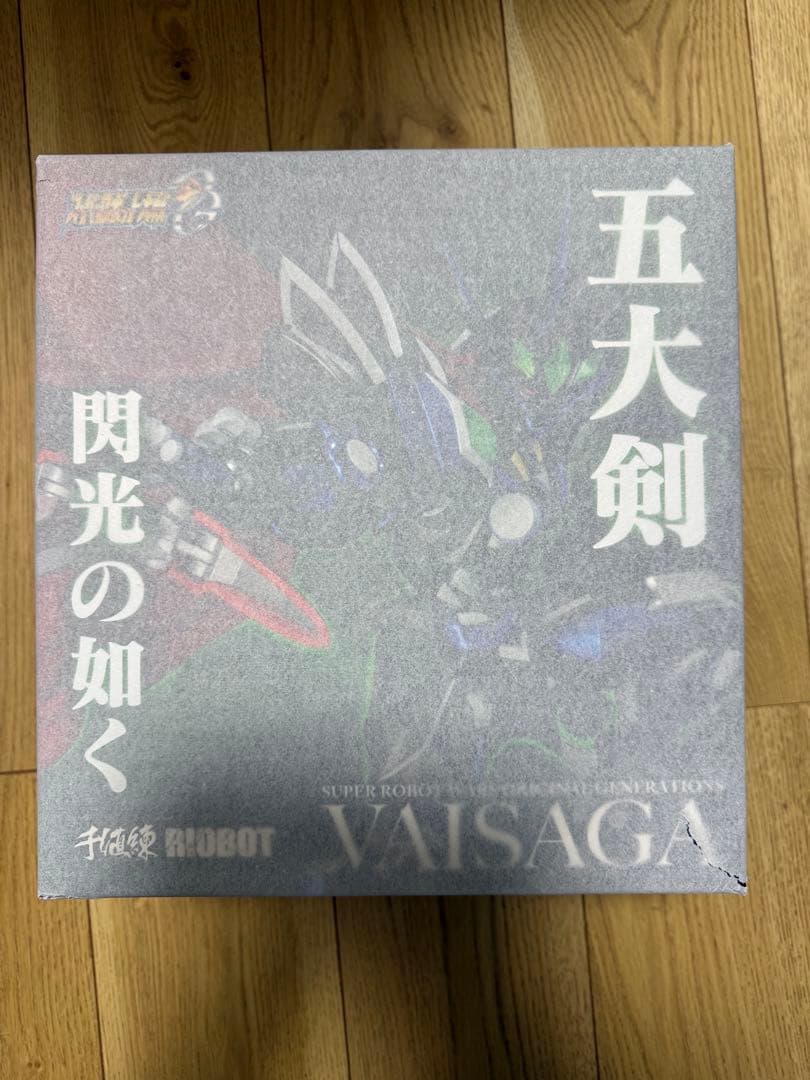 五大剣
閃光の如く
SUPER ROBOT WARS ORIGINAL GENERATIONS
VAISAGA
千値練 RIOBOT